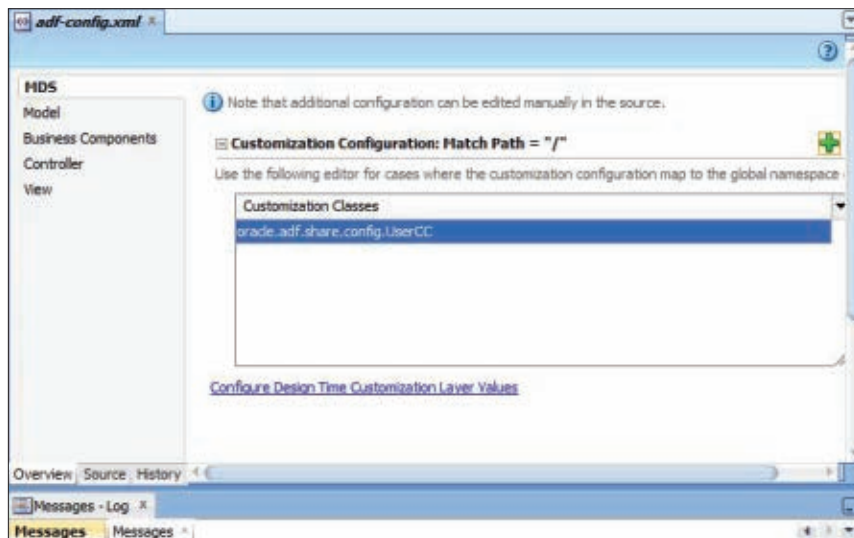 adf-config.xml
MDS
Model
Business Components
Controller
View
Note that additional configuration can be edited manually in the source.
Customization Configuration: Match Path = "/"
Use the following editor for cases where the customization configuration map to the global namespace
Customization Classes
oracle.adf.share.config.UserCC
Configure Design Time Customization Layer Values
Overview Source History
Messages - Log
Messages Messages